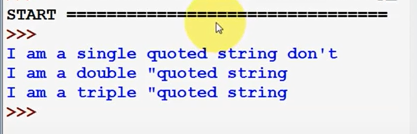 START ==================================
>>>
I am a single quoted string don't
I am a double "quoted string
I am a triple "quoted string
>>>